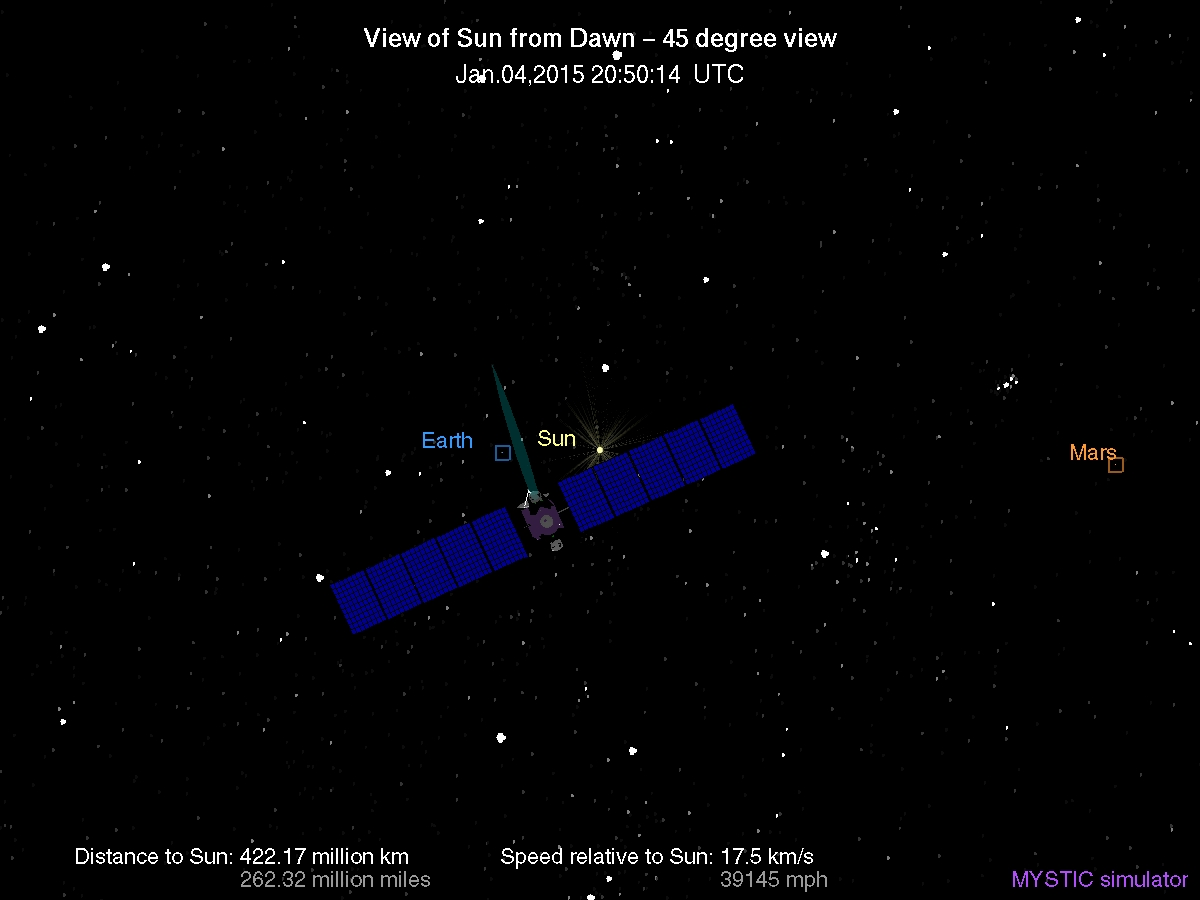 View of Sun from Dawn – 45 degree view
Jan.04,2015 20:50:14 UTC
Earth
Sun
Mars
Distance to Sun: 422.17 million km
262.32 million miles
Speed relative to Sun: 17.5 km/s
39145 mph
MYSTIC simulator